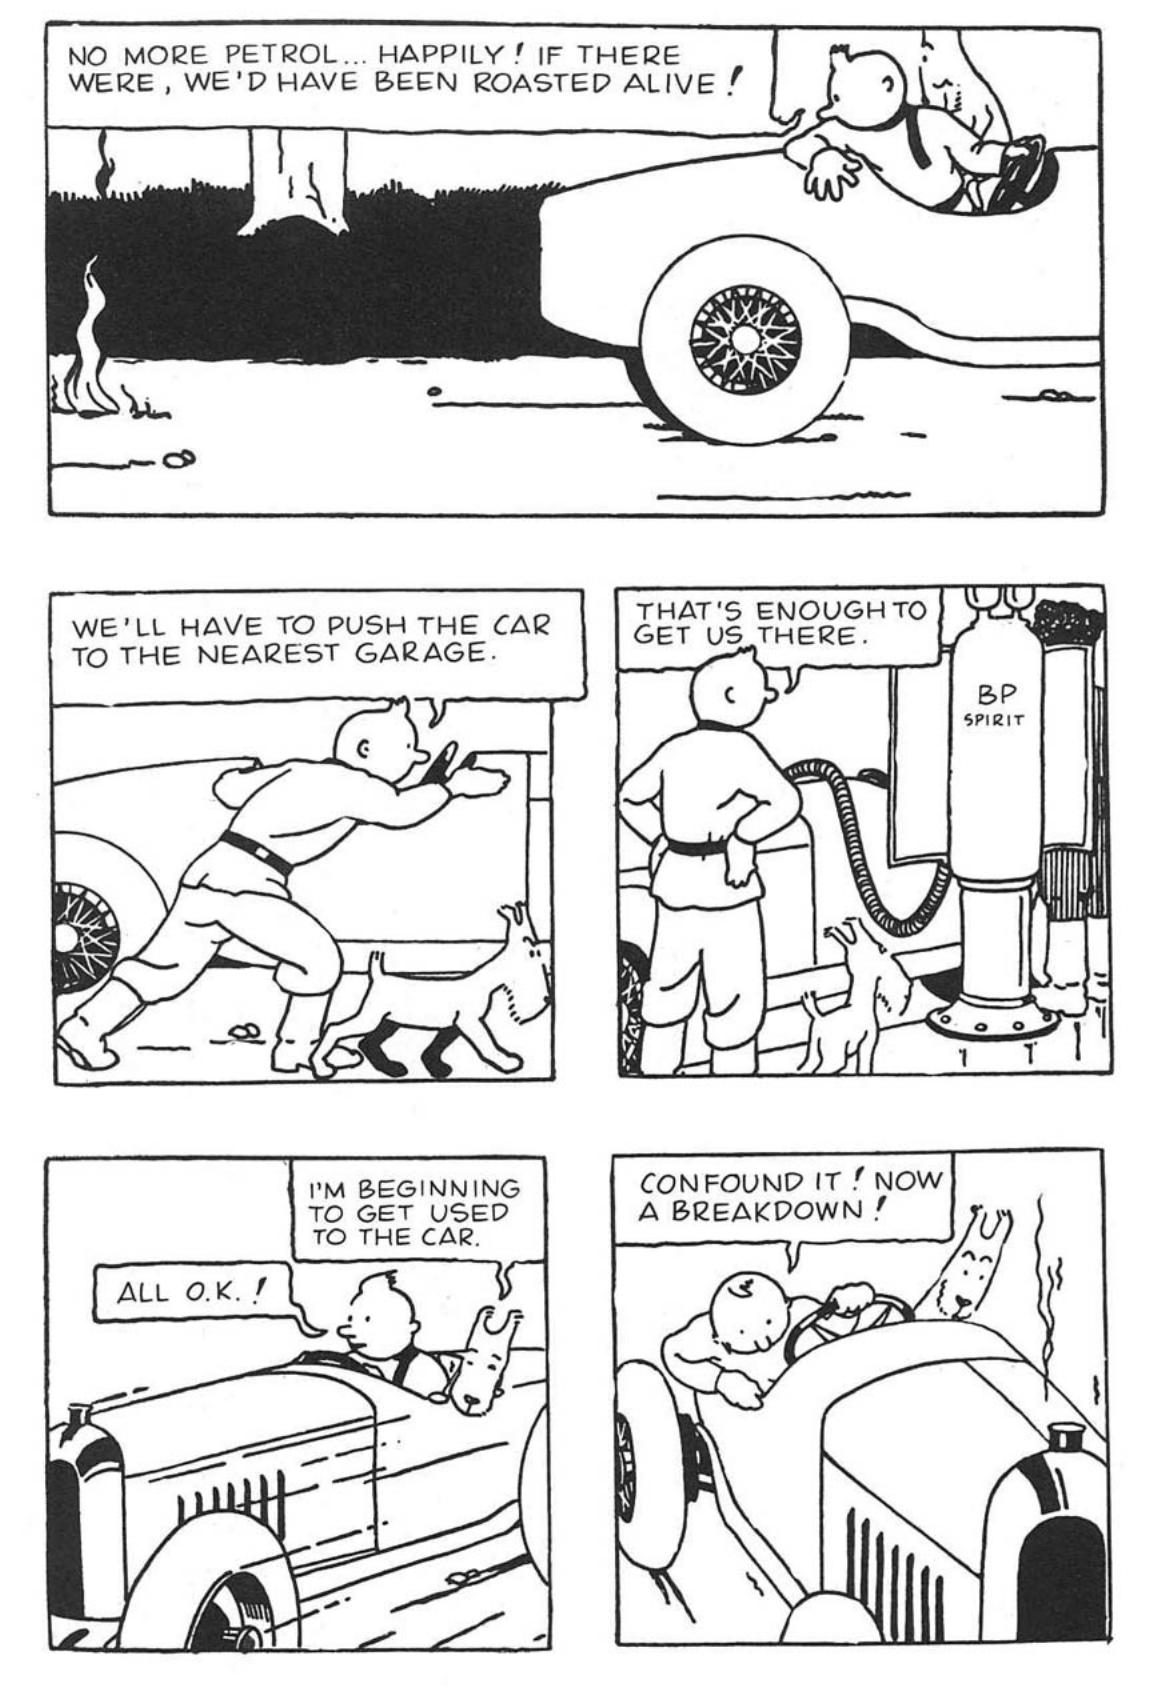 NO MORE PETROL... HAPPILY! IF THERE
WERE, WE'D HAVE BEEN ROASTED ALIVE!
WE'LL HAVE TO PUSH THE CAR
TO THE NEAREST GARAGE.
THAT'S ENOUGH TO
GET US THERE.
BP
SPIRIT
I'M BEGINNING
TO GET USED
TO THE CAR.
ALL O.K.!
CONFOUND IT! NOW
A BREAKDOWN!